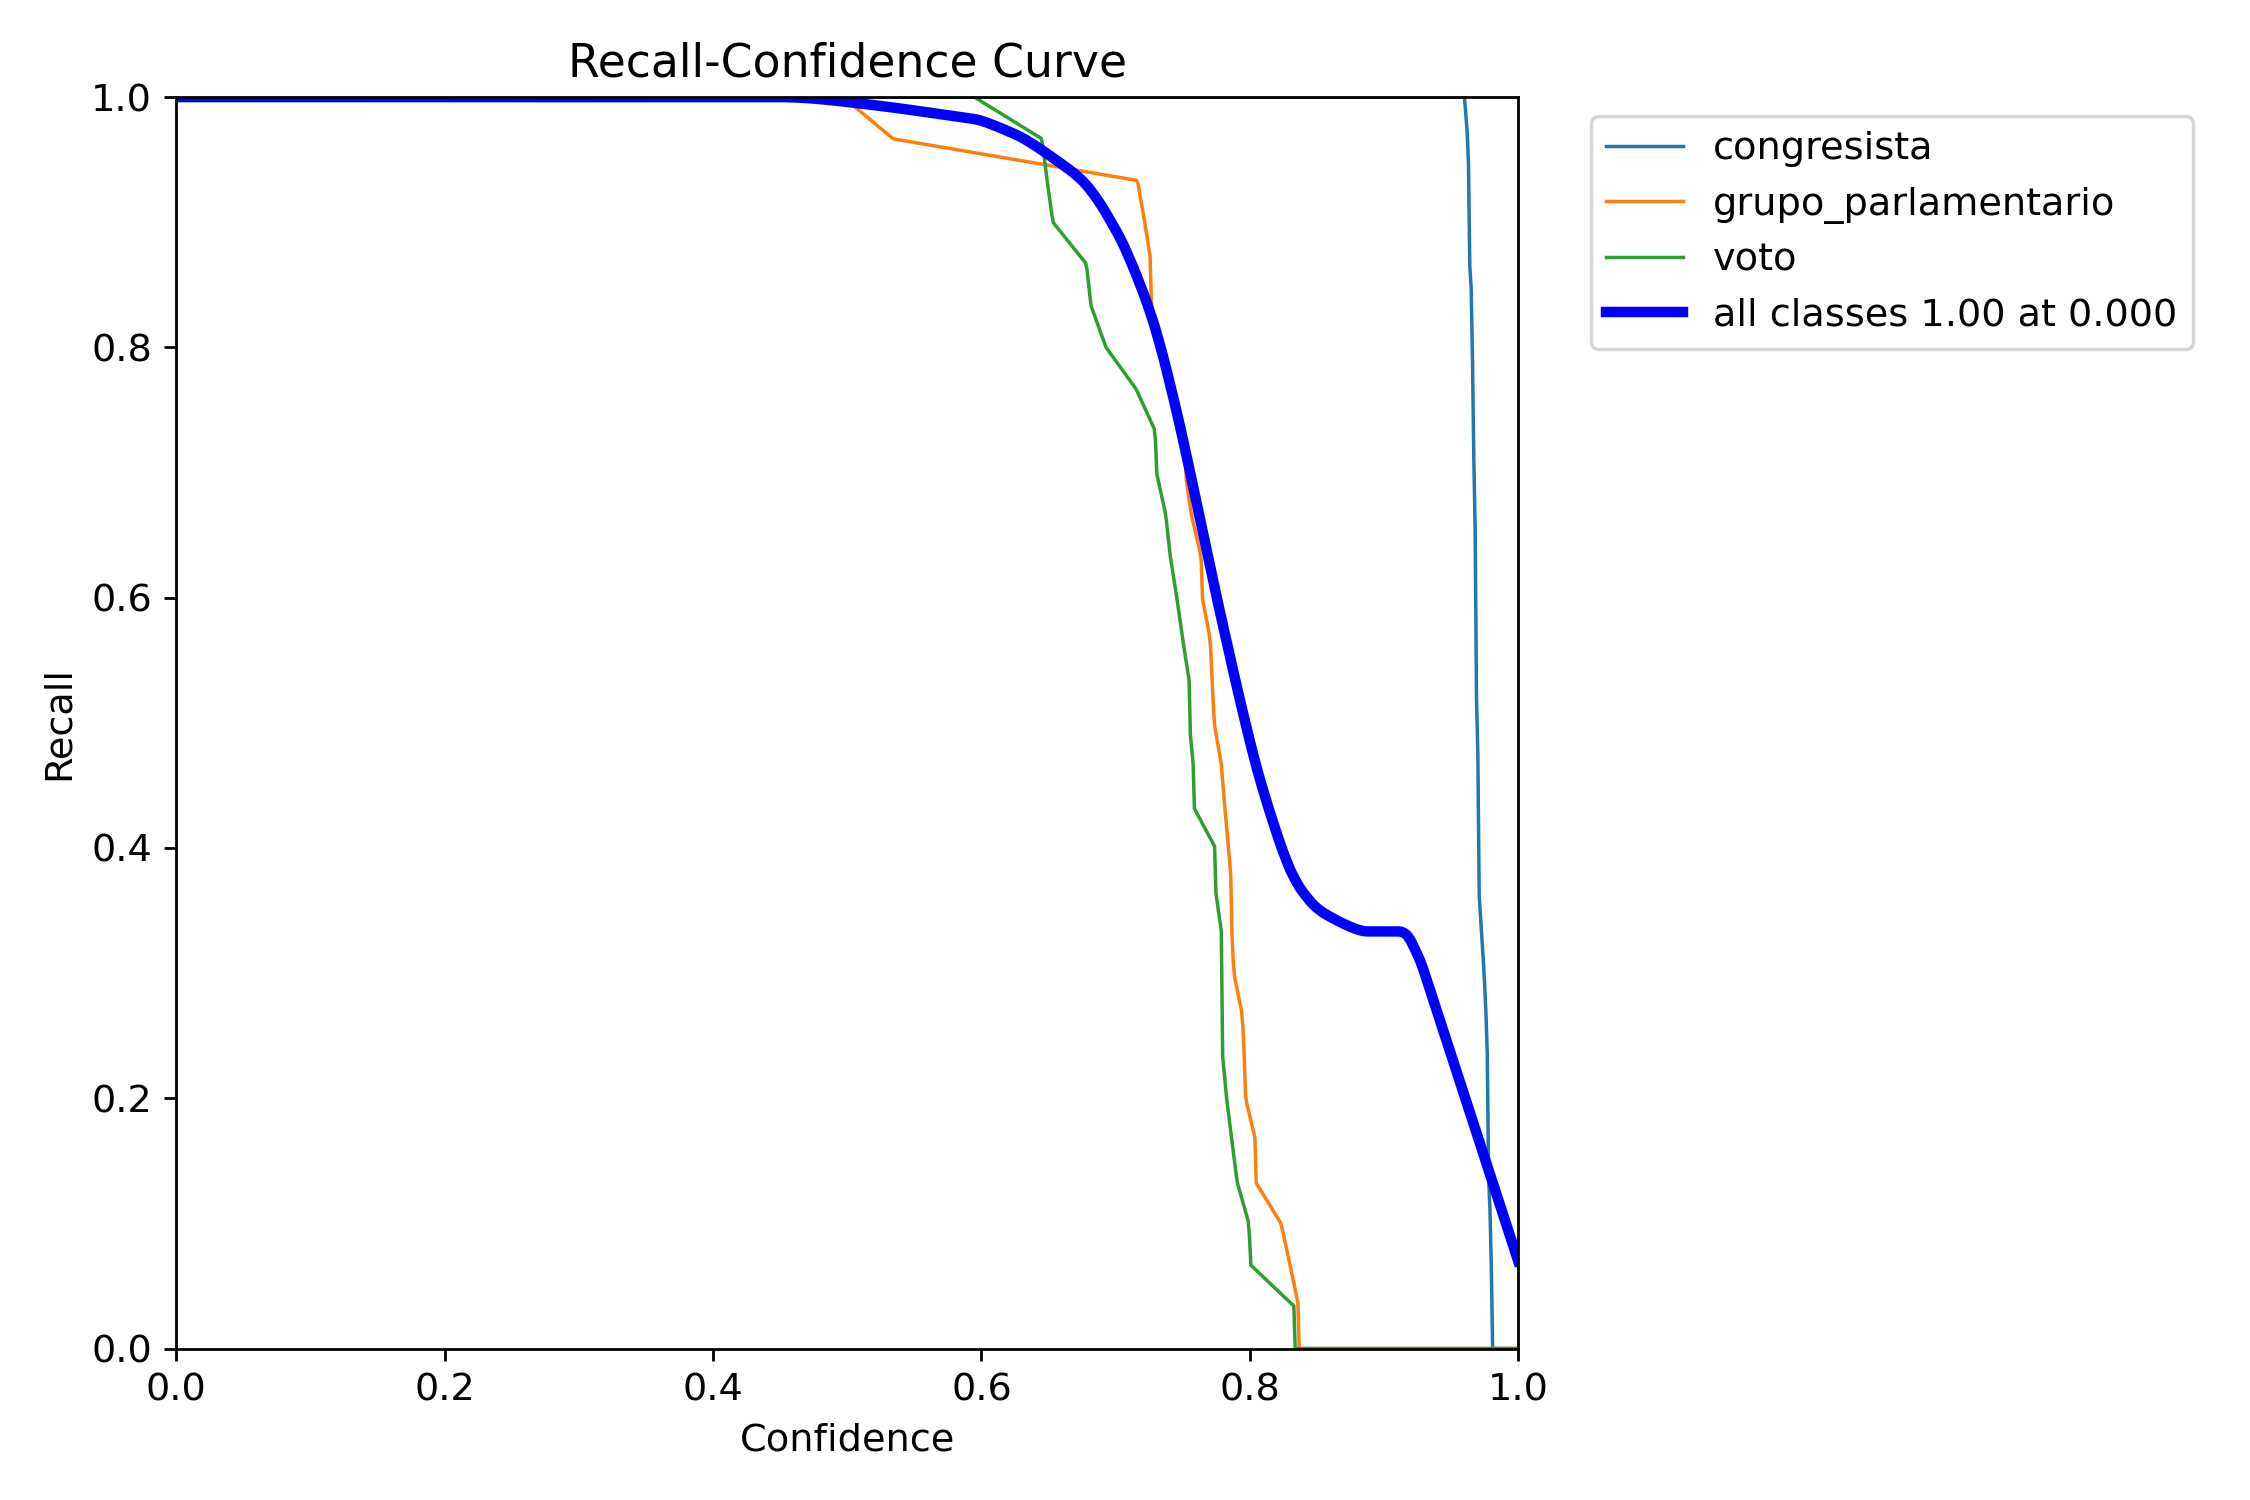 Recall-Confidence Curve
1.0
0.8
0.6
0.4
0.2
0.0
Recall
0.0 0.2 0.4 0.6 0.8 1.0
Confidence
congresista
grupo_parlamentario
voto
all classes 1.00 at 0.000